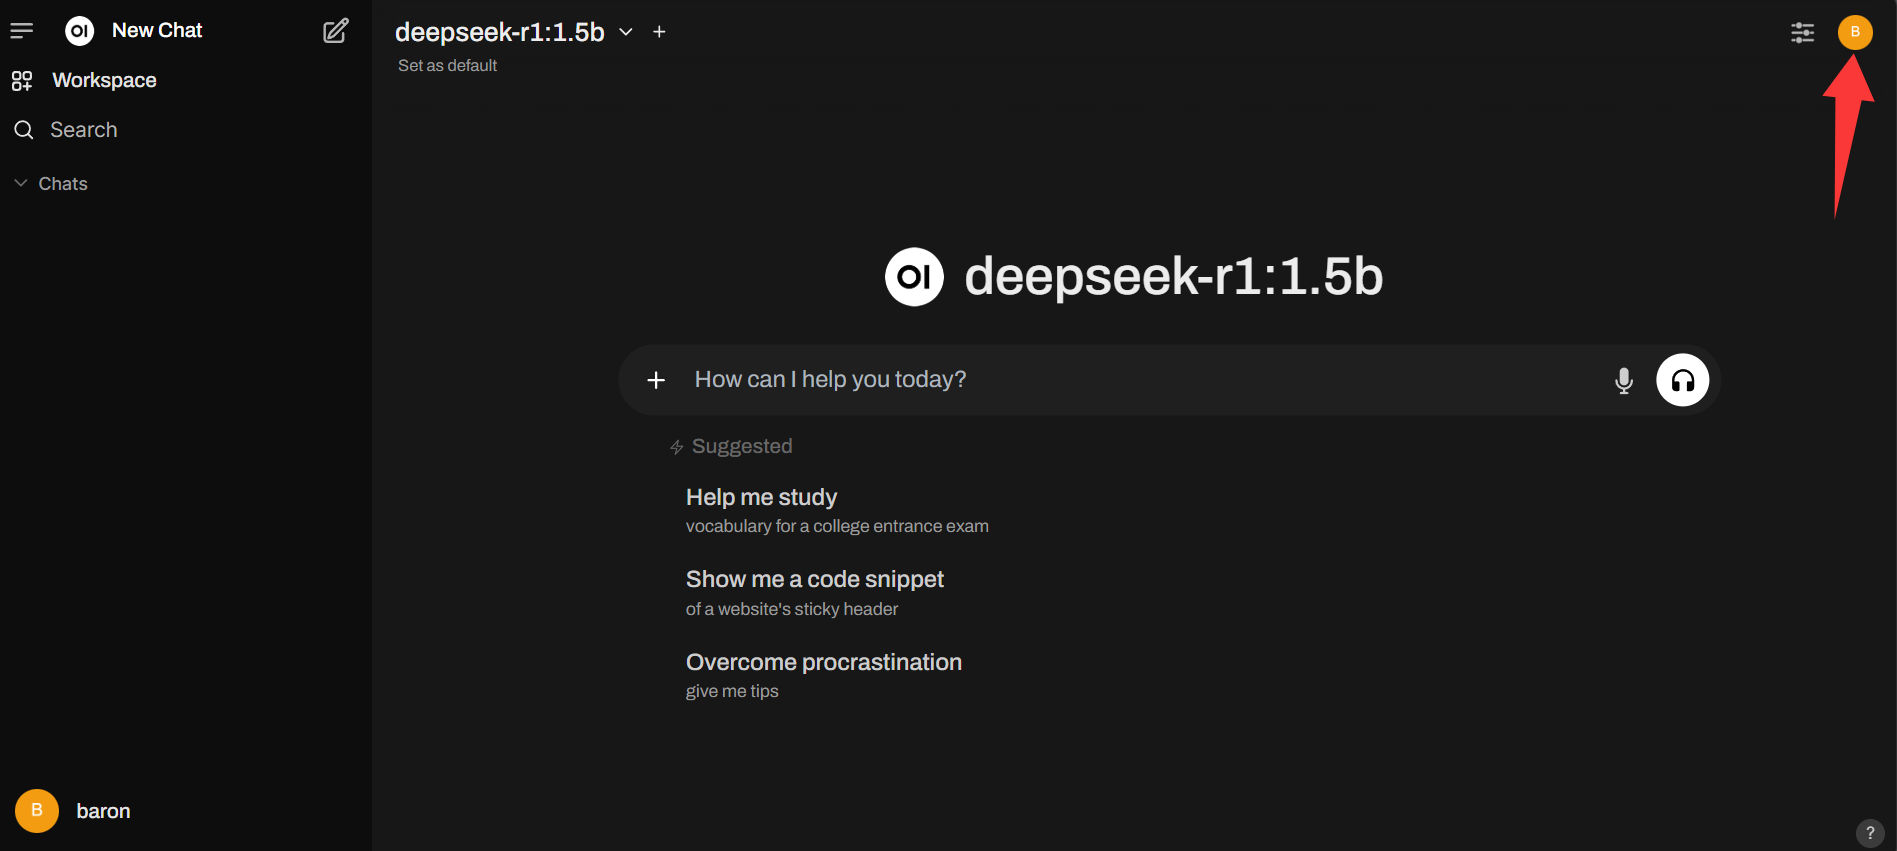 OI New Chat
Workspace
Search
Chats
B baron
deepseek-r1:1.5b
Set as default
B
OI deepseek-r1:1.5b
How can I help you today?
Suggested
Help me study
vocabulary for a college entrance exam
Show me a code snippet
of a website's sticky header
Overcome procrastination
give me tips
?